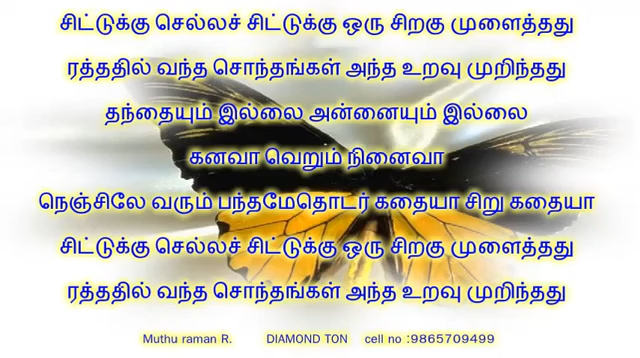 சிட்டுக்கு செல்லச் சிட்டுக்கு ஒரு சிறகு முளைத்தது
ரத்ததில் வந்த சொந்தங்கள் அந்த உறவு முறிந்தது
தந்தையும் இல்லை அன்னையும் இல்லை
கனவா வெறும் நினைவா
நெஞ்சிலே வரும் பந்தமேதொடர் கதையா சிறு கதையா
சிட்டுக்கு செல்லச் சிட்டுக்கு ஒரு சிறகு முளைத்தது
ரத்ததில் வந்த சொந்தங்கள் அந்த உறவு முறிந்தது
Muthu raman R. DIAMOND TON cell no :9865709499